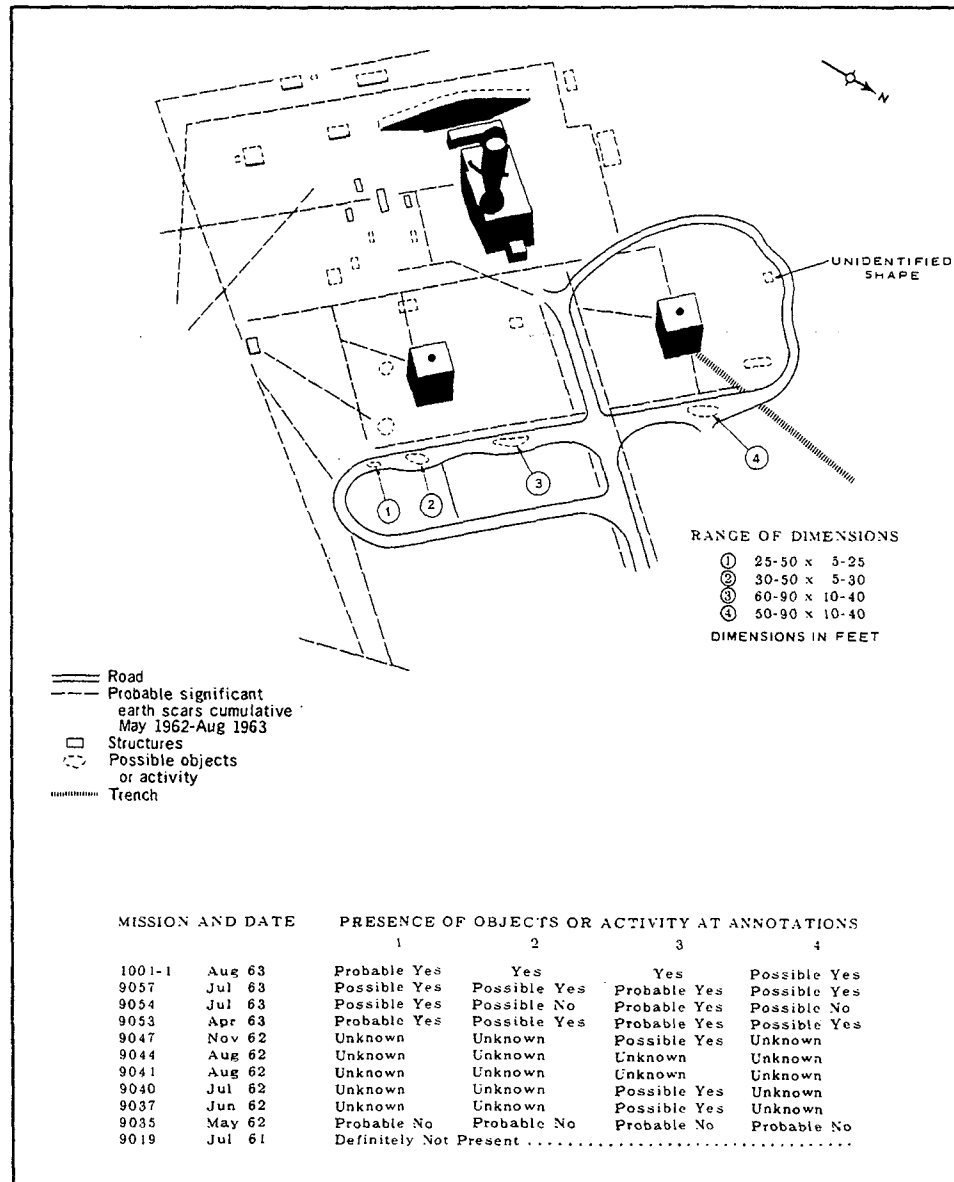 N
UNIDENTIFIED
SHAPE
1
2
3
4
RANGE OF DIMENSIONS
1 25-50 x 5-25
2 30-50 x 5-30
3 60-90 x 10-40
4 50-90 x 10-40
DIMENSIONS IN FEET
Road
Probable significant
earth scars cumulative
May 1962-Aug 1963
Structures
Possible objects
or activity
Trench
MISSION AND DATE PRESENCE OF OBJECTS OR ACTIVITY AT ANNOTATIONS
1 2 3 4
1001-1 Aug 63 Probable Yes Yes Yes Possible Yes
9057 Jul 63 Possible Yes Possible Yes Probable Yes Possible Yes
9054 Jul 63 Possible Yes Possible No Probable Yes Possible No
9053 Apr 63 Probable Yes Possible Yes Probable Yes Possible Yes
9047 Nov 62 Unknown Unknown Possible Yes Unknown
9044 Aug 62 Unknown Unknown Unknown Unknown
9041 Aug 62 Unknown Unknown Unknown Unknown
9040 Jul 62 Unknown Unknown Possible Yes Unknown
9037 Jun 62 Unknown Unknown Possible Yes Unknown
9035 May 62 Probable No Probable No Probable No Probable No
9019 Jul 61 Definitely Not Present ...............................